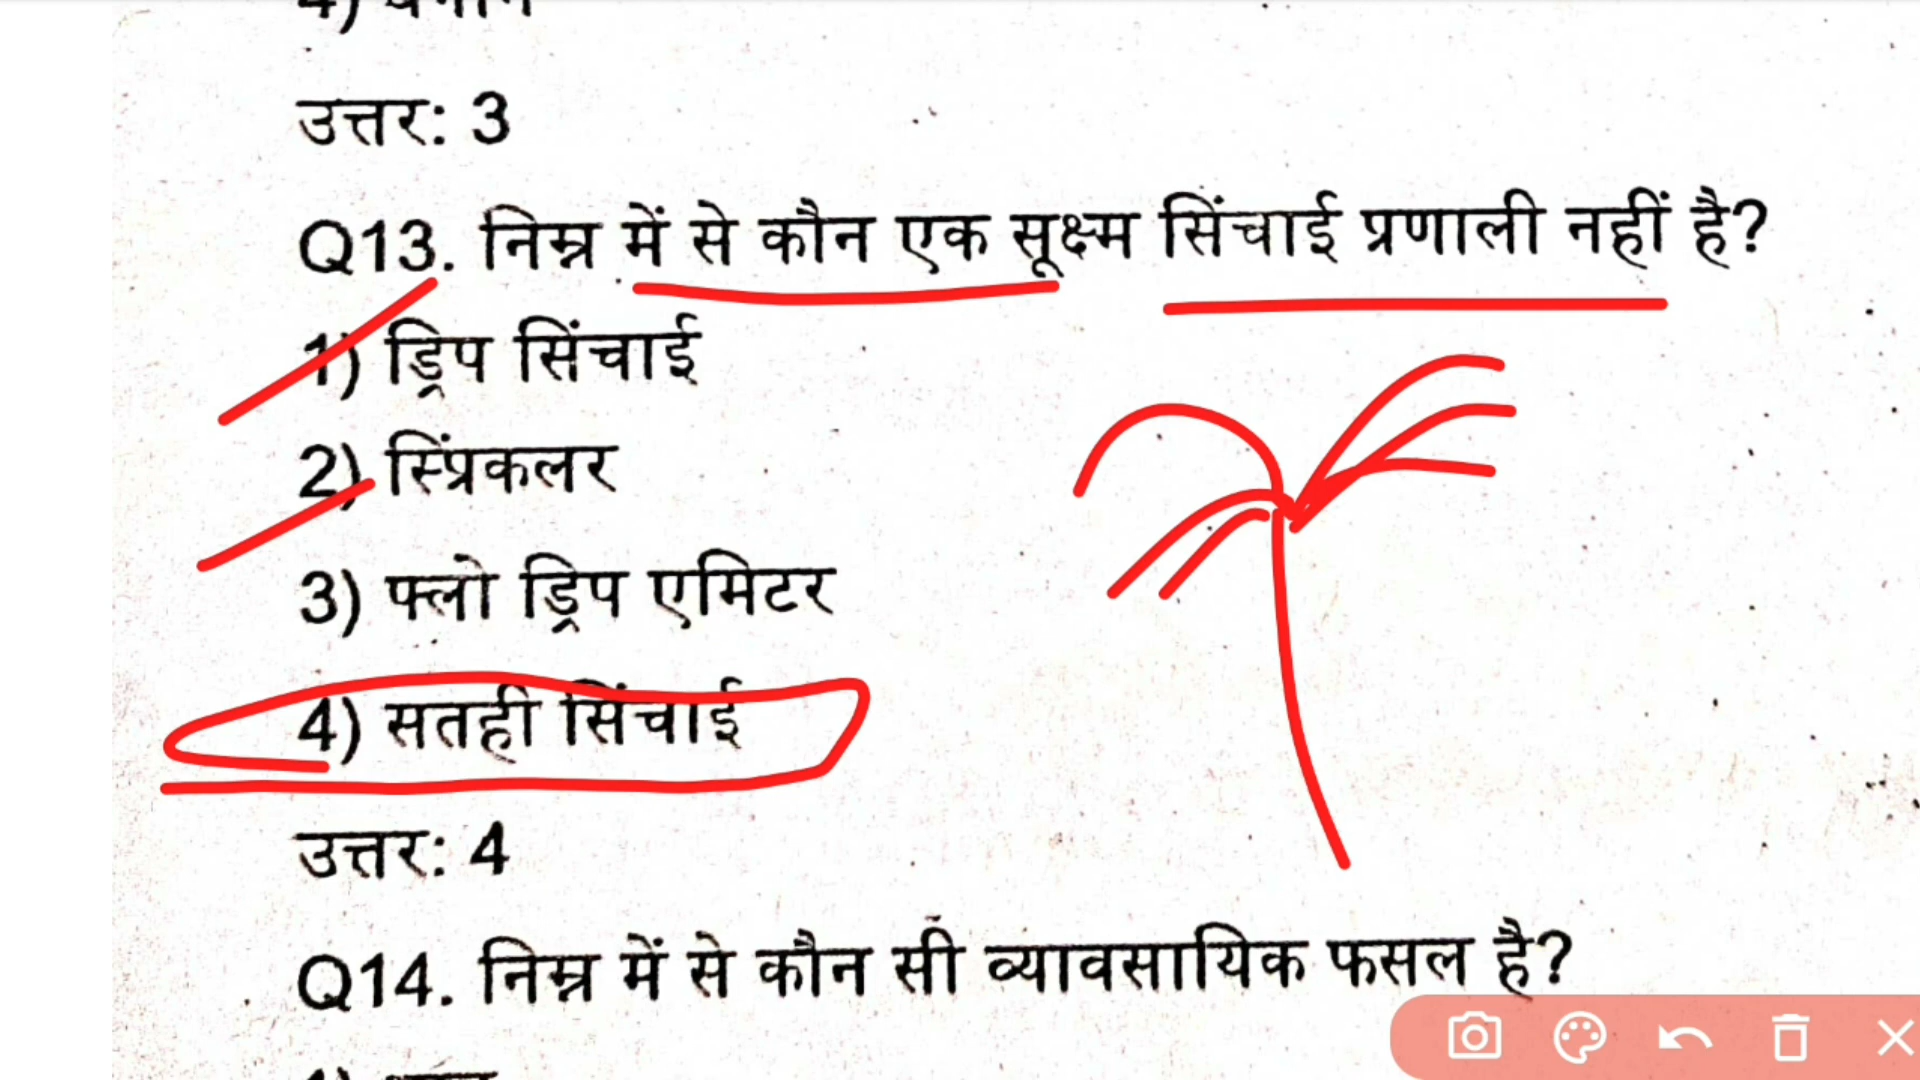 उत्तर: 3
Q13. निम्न में से कौन एक सूक्ष्म सिंचाई प्रणाली नहीं है?
1) ड्रिप सिंचाई
2) स्प्रिंकलर
3) फ्लो ड्रिप एमिटर
4) सतही सिंचाई
उत्तर: 4
Q14. निम्न में से कौन सी व्यावसायिक फसल है?